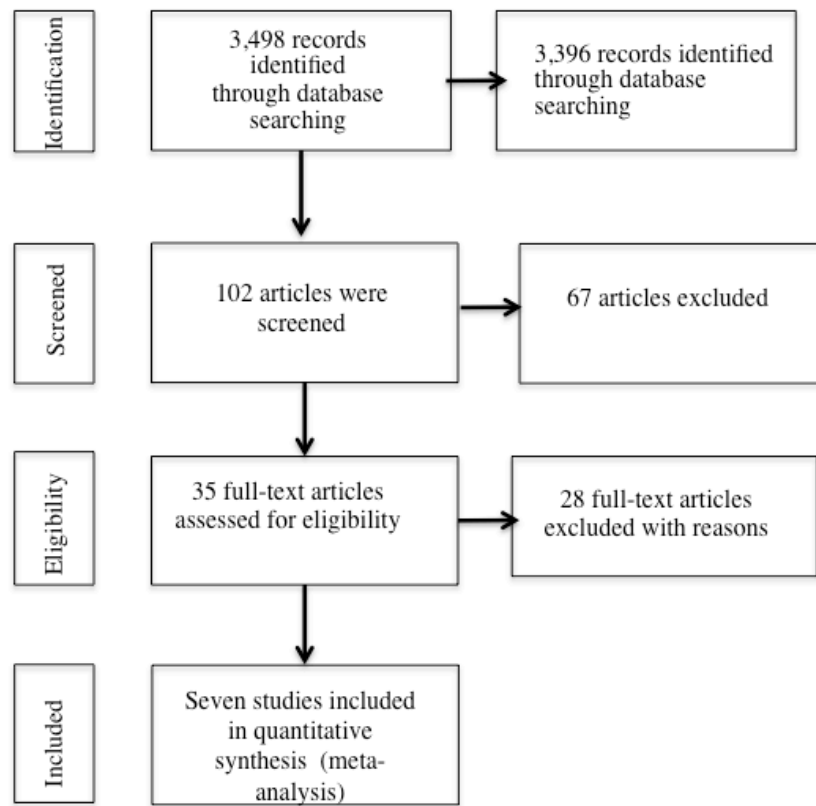 Identification
3,498 records
identified
through database
searching
3,396 records identified
through database
searching
Screened
102 articles were
screened
67 articles excluded
Eligibility
35 full-text articles
assessed for eligibility
28 full-text articles
excluded with reasons
Included
Seven studies included
in quantitative
synthesis (meta-
analysis)